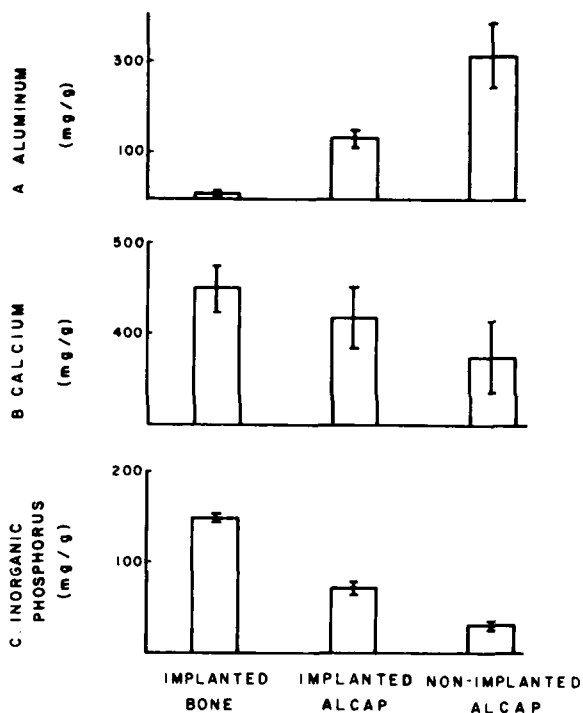 A ALUMINUM
(mg/g)
300
100
B CALCIUM
(mg/g)
500
400
C. INORGANIC
PHOSPHORUS
(mg/g)
200
100
IMPLANTED
BONE
IMPLANTED
ALCAP
NON-IMPLANTED
ALCAP